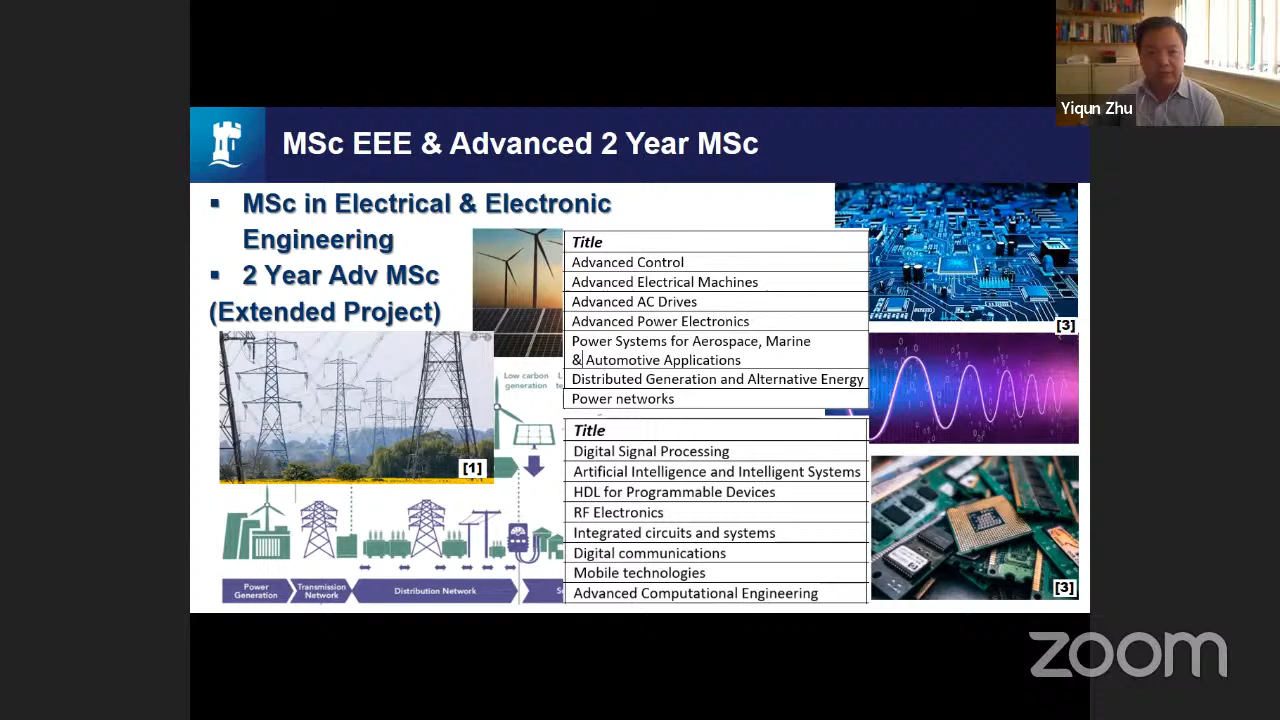 Yiqun Zhu
MSc EEE & Advanced 2 Year MSc
▪ MSc in Electrical & Electronic
Engineering
▪ 2 Year Adv MSc
(Extended Project)
Title
Advanced Control
Advanced Electrical Machines
Advanced AC Drives
Advanced Power Electronics
Power Systems for Aerospace, Marine
& Automotive Applications
Distributed Generation and Alternative Energy
Power networks
Title
Digital Signal Processing
Artificial Intelligence and Intelligent Systems
HDL for Programmable Devices
RF Electronics
Integrated circuits and systems
Digital communications
Mobile technologies
Advanced Computational Engineering
[3]
[3]
[1]
Low carbon
generation
Power
Generation
Transmission
Network
Distribution Network
zoom